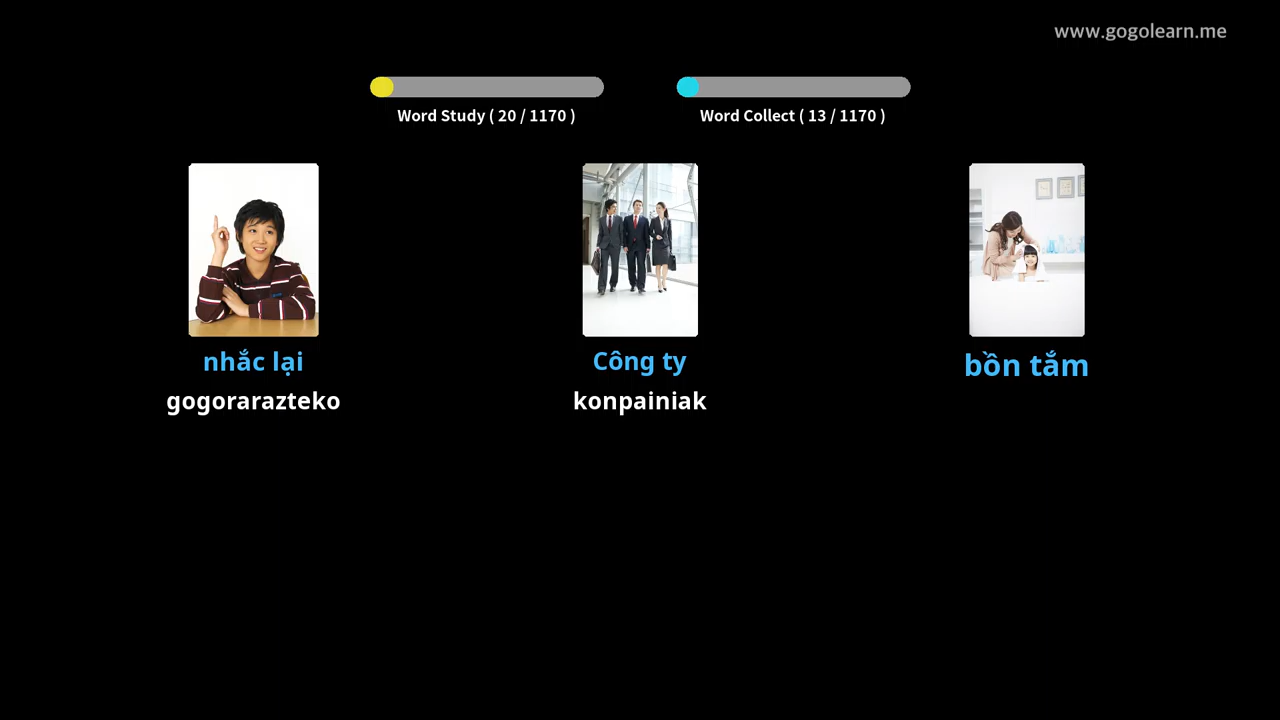 www.gogolearn.me
Word Study ( 20 / 1170 )
Word Collect ( 13 / 1170 )
nhắc lại
gogorarazteko
Công ty
konpainiak
bồn tắm